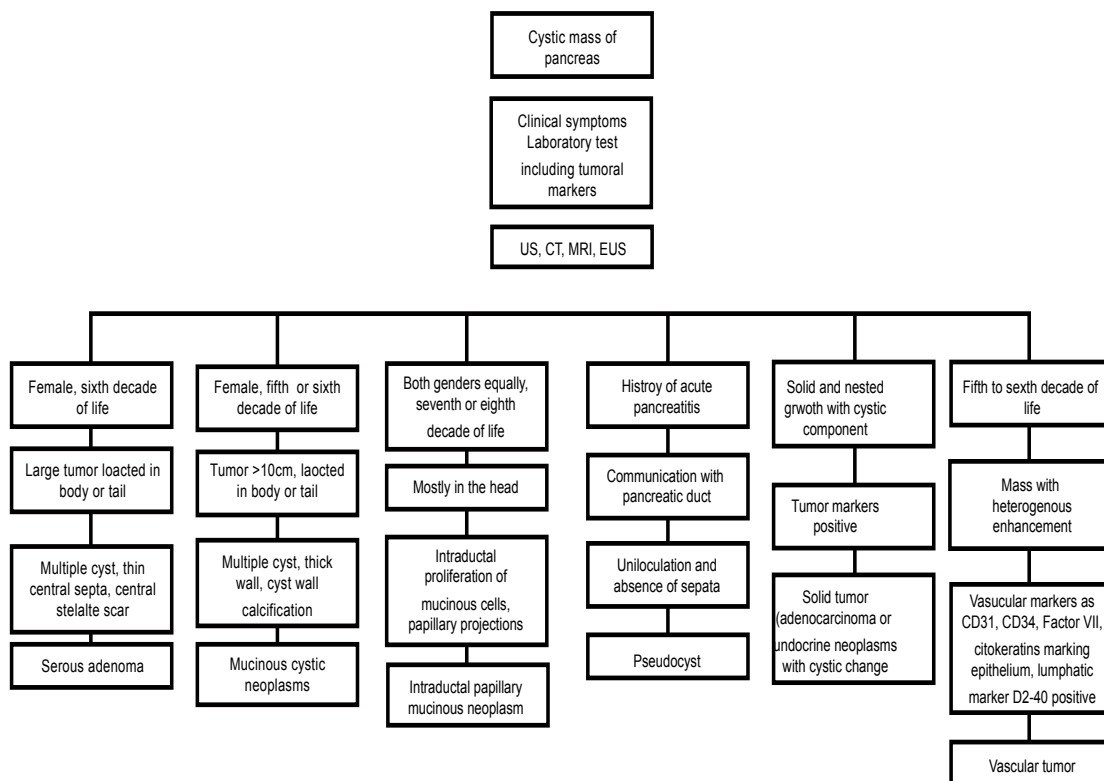 Cystic mass of
pancreas
Clinical symptoms
Laboratory test
including tumoral
markers
US, CT, MRI, EUS
Female, sixth decade
of life
Large tumor loacted in
body or tail
Multiple cyst, thin
central septa, central
stelalte scar
Serous adenoma
Female, fifth or sixth
decade of life
Tumor >10cm, laocted
in body or tail
Multiple cyst, thick
wall, cyst wall
calcification
Mucinous cystic
neoplasms
Both genders equally,
seventh or eighth
decade of life
Mostly in the head
Intraductal
proliferation of
mucinous cells,
papillary projections
Intraductal papillary
mucinous neoplasm
Histroy of acute
pancreatitis
Communication with
pancreatic duct
Uniloculation and
absence of sepata
Pseudocyst
Solid and nested
grwoth with cystic
component
Tumor markers
positive
Solid tumor
(adenocarcinoma or
undocrine neoplasms
with cystic change
Fifth to sexth decade of
life
Mass with
heterogenous
enhancement
Vasucular markers as
CD31, CD34, Factor VII,
citokeratins marking
epithelium, lumphatic
marker D2-40 positive
Vascular tumor